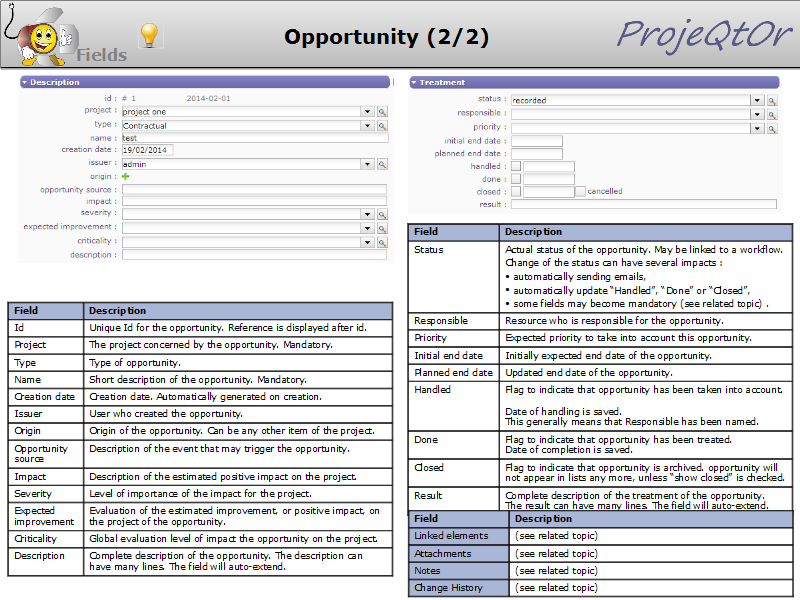 Fields
Opportunity (2/2)
ProjeQtOr
Description
id : # 1 2014-02-01
project : project one
type : Contractual
name : test
creation date : 19/02/2014
issuer : admin
origin :
opportunity source :
impact :
severity :
expected improvement :
criticality :
description :
Field Description
Id Unique Id for the opportunity. Reference is displayed after id.
Project The project concerned by the opportunity. Mandatory.
Type Type of opportunity.
Name Short description of the opportunity. Mandatory.
Creation date Creation date. Automatically generated on creation.
Issuer User who created the opportunity.
Origin Origin of the opportunity. Can be any other item of the project.
Opportunity Description of the event that may trigger the opportunity.
source
Impact Description of the estimated positive impact on the project.
Severity Level of importance of the impact for the project.
Expected Evaluation of the estimated improvement, or positive impact, on
improvement the project of the opportunity.
Criticality Global evaluation level of impact the opportunity on the project.
Description Complete description of the opportunity. The description can
have many lines. The field will auto-extend.
Treatment
status : recorded
responsible :
priority :
initial end date :
planned end date :
handled :
done :
closed : cancelled
result :
Field Description
Status Actual status of the opportunity. May be linked to a workflow.
Change of the status can have several impacts :
• automatically sending emails,
• automatically update “Handled”, “Done” or “Closed”,
• some fields may become mandatory (see related topic) .
Responsible Resource who is responsible for the opportunity.
Priority Expected priority to take into account this opportunity.
Initial end date Initially expected end date of the opportunity.
Planned end date Updated end date of the opportunity.
Handled Flag to indicate that opportunity has been taken into account.
Date of handling is saved.
This generally means that Responsible has been named.
Done Flag to indicate that opportunity has been treated.
Date of completion is saved.
Closed Flag to indicate that opportunity is archived. opportunity will
not appear in lists any more, unless “show closed” is checked.
Result Complete description of the treatment of the opportunity.
The result can have many lines. The field will auto-extend.
Field Description
Linked elements (see related topic)
Attachments (see related topic)
Notes (see related topic)
Change History (see related topic)